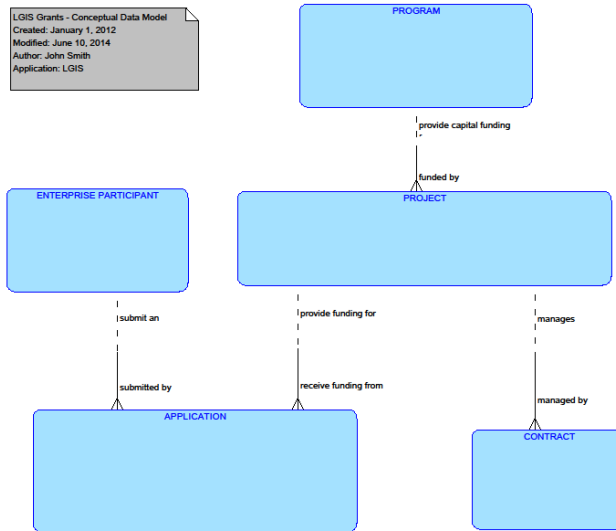 LGIS Grants - Conceptual Data Model
Created: January 1, 2012
Modified: June 10, 2014
Author: John Smith
Application: LGIS
PROGRAM
provide capital funding
funded by
ENTERPRISE PARTICIPANT
PROJECT
submit an
provide funding for
manages
submitted by
receive funding from
managed by
APPLICATION
CONTRACT